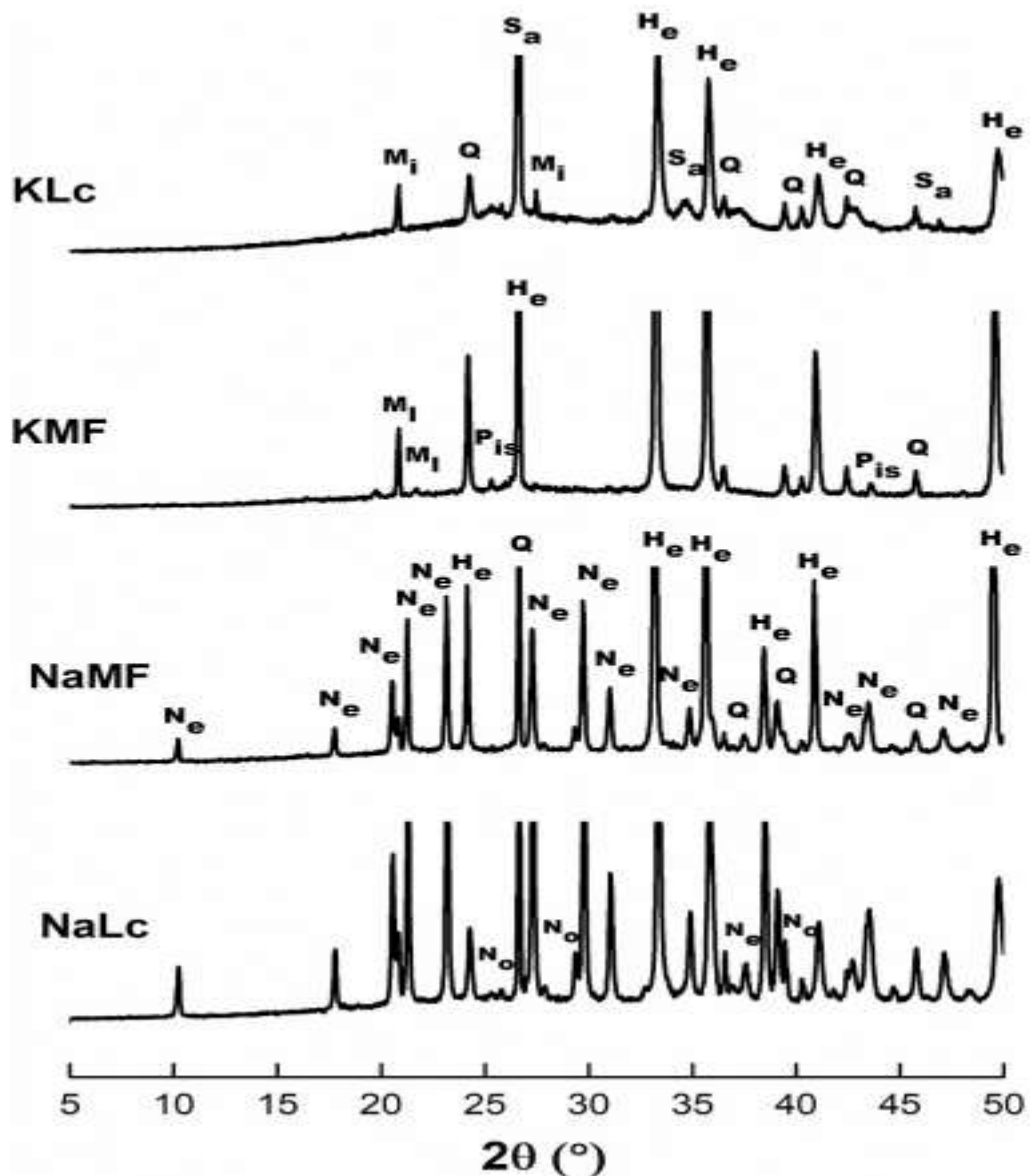 Sa He He He
Mi Q Mi Sa Q Q He Q Sa
KLc
He
MI MI Pis Pis Q
KMF
Ne Ne Ne Ne Ne He Q Ne Ne Ne He Ne He Q He Q He Ne Ne Q Ne He
NaMF
No No Ne No
NaLc
5 10 15 20 25 30 35 40 45 50
2θ (°)